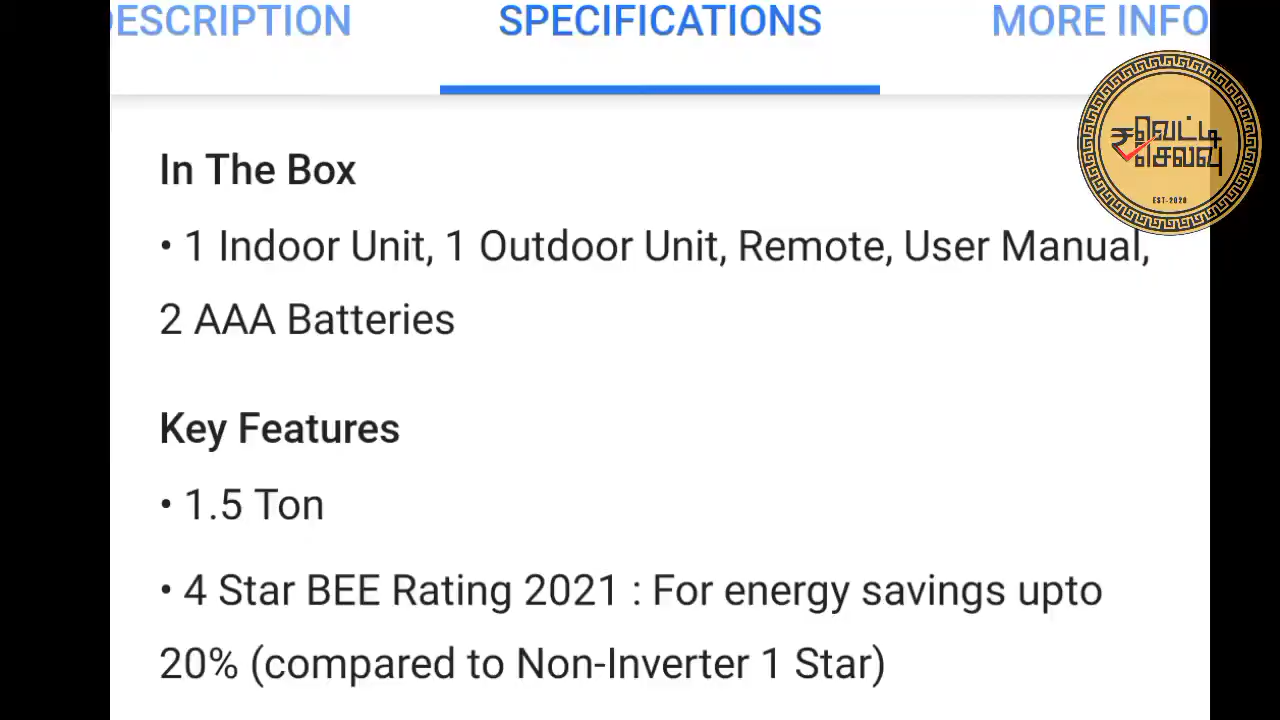 ESCRIPTION SPECIFICATIONS MORE INFO
In The Box
• 1 Indoor Unit, 1 Outdoor Unit, Remote, User Manual,
2 AAA Batteries
Key Features
• 1.5 Ton
• 4 Star BEE Rating 2021 : For energy savings upto
20% (compared to Non-Inverter 1 Star)
₹வெட்டி
செலவு
EST-2020